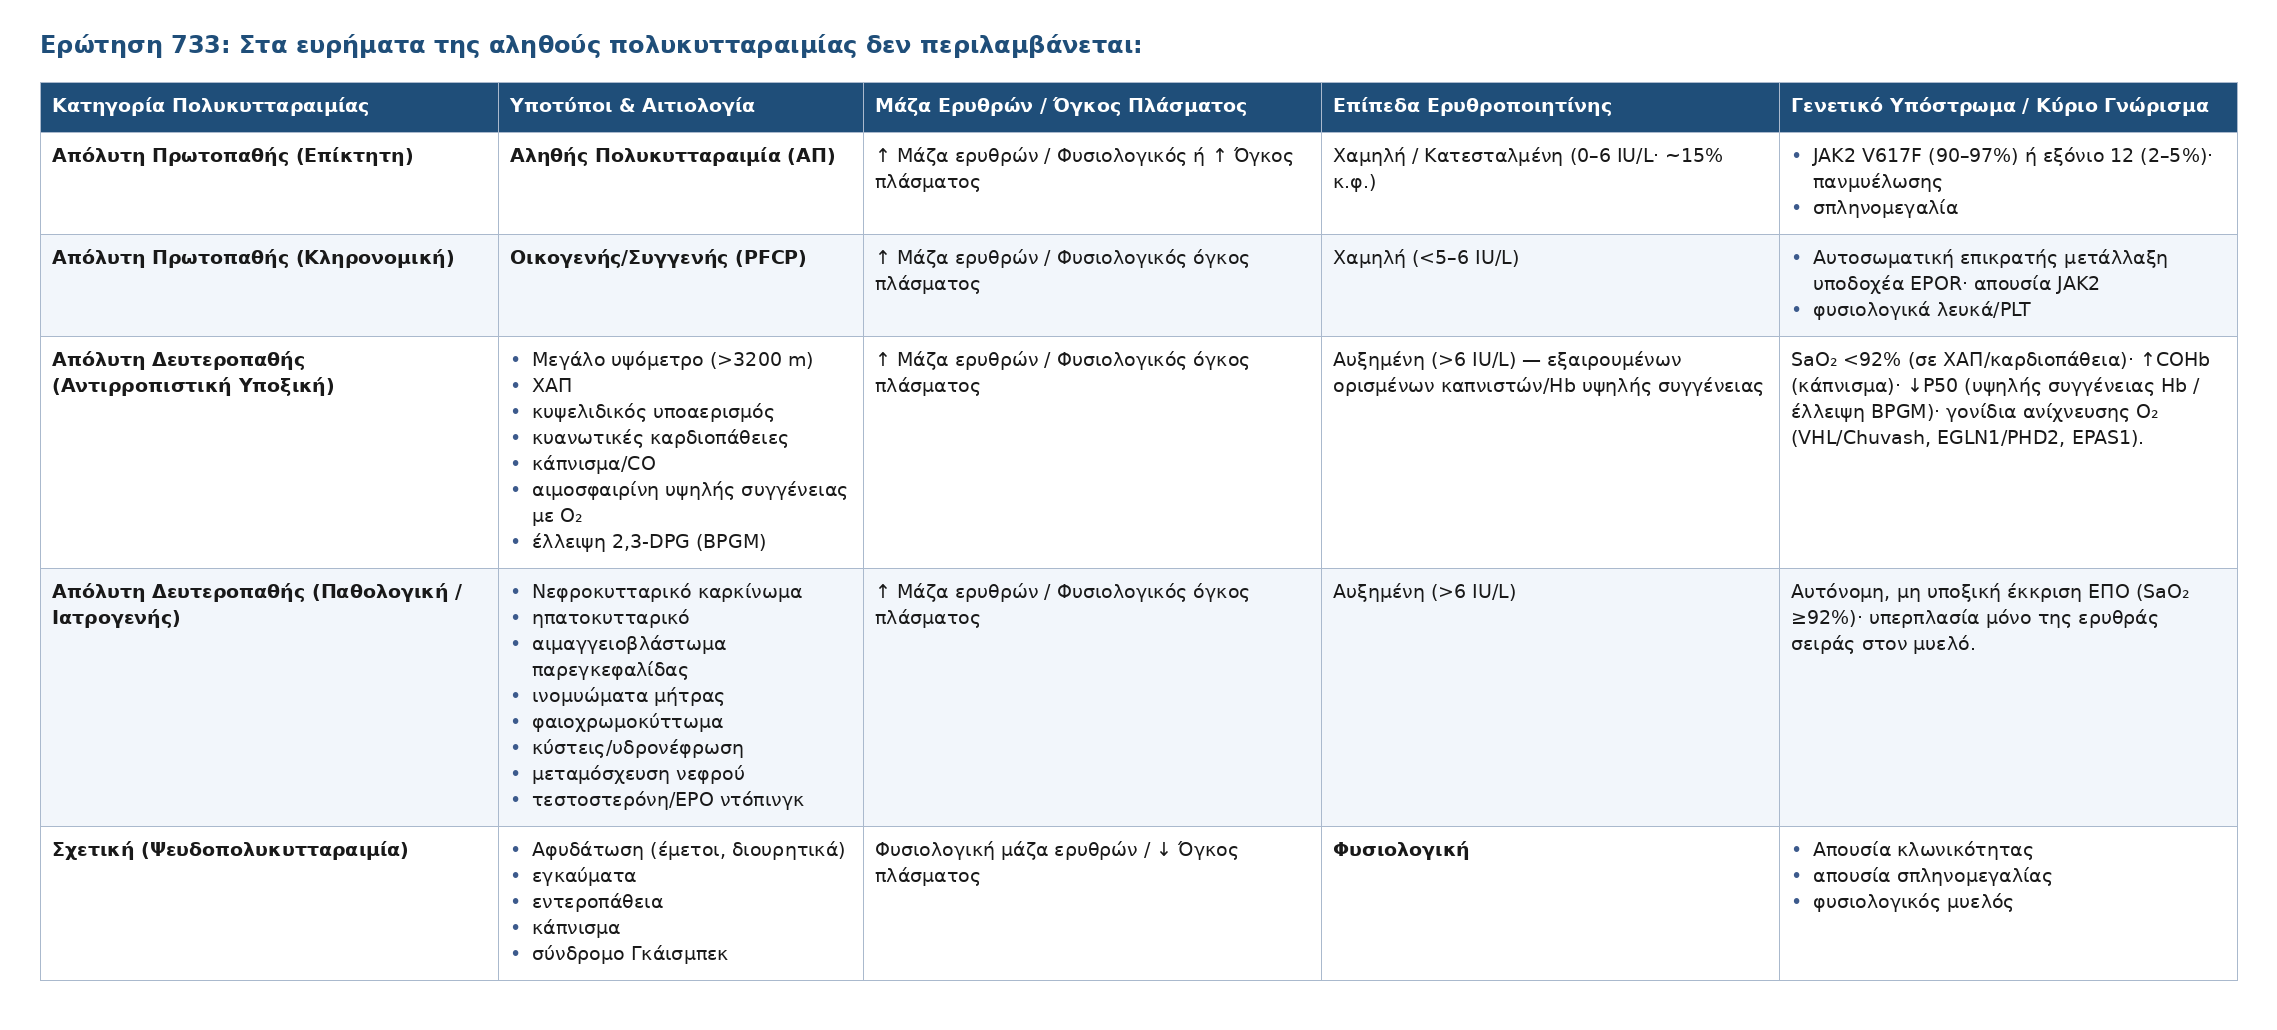 Ερώτηση 733: Στα ευρήματα της αληθούς πολυκυτταραιμίας δεν περιλαμβάνεται:
Κατηγορία Πολυκυτταραιμίας
Υποτύποι & Αιτιολογία
Μάζα Ερυθρών / Όγκος Πλάσματος
Επίπεδα Ερυθροποιητίνης
Γενετικό Υπόστρωμα / Κύριο Γνώρισμα
Απόλυτη Πρωτοπαθής (Επίκτητη)
Αληθής Πολυκυτταραιμία (ΑΠ)
↑ Μάζα ερυθρών / Φυσιολογικός ή ↑ Όγκος
πλάσματος
Χαμηλή / Κατεσταλμένη (0–6 IU/L· ~15%
κ.φ.)
• JAK2 V617F (90–97%) ή εξόνιο 12 (2–5%)·
πανμυέλωσης
• σπληνομεγαλία
Απόλυτη Πρωτοπαθής (Κληρονομική)
Οικογενής/Συγγενής (PFCP)
↑ Μάζα ερυθρών / Φυσιολογικός όγκος
πλάσματος
Χαμηλή (<5–6 IU/L)
• Αυτοσωματική επικρατής μετάλλαξη
υποδοχέα EPOR· απουσία JAK2
• φυσιολογικά λευκά/PLT
Απόλυτη Δευτεροπαθής
(Αντιρροπιστική Υποξική)
• Μεγάλο υψόμετρο (>3200 m)
• ΧΑΠ
• κυψελιδικός υποαερισμός
• κυανωτικές καρδιοπάθειες
• κάπνισμα/CO
• αιμοσφαιρίνη υψηλής συγγένειας
με O₂
• έλλειψη 2,3-DPG (BPGM)
↑ Μάζα ερυθρών / Φυσιολογικός όγκος
πλάσματος
Αυξημένη (>6 IU/L) — εξαιρουμένων
ορισμένων καπνιστών/Hb υψηλής συγγένειας
SaO₂ <92% (σε ΧΑΠ/καρδιοπάθεια)· ↑COHb
(κάπνισμα)· ↓P50 (υψηλής συγγένειας Hb /
έλλειψη BPGM)· γονίδια ανίχνευσης O₂
(VHL/Chuvash, EGLN1/PHD2, EPAS1).
Απόλυτη Δευτεροπαθής (Παθολογική /
Ιατρογενής)
• Νεφροκυτταρικό καρκίνωμα
• ηπατοκυτταρικό
• αιμαγγειοβλάστωμα
παρεγκεφαλίδας
• ινομυώματα μήτρας
• φαιοχρωμοκύττωμα
• κύστεις/υδρονέφρωση
• μεταμόσχευση νεφρού
• τεστοστερόνη/EPO ντόπινγκ
↑ Μάζα ερυθρών / Φυσιολογικός όγκος
πλάσματος
Αυξημένη (>6 IU/L)
Αυτόνομη, μη υποξική έκκριση ΕΠΟ (SaO₂
≥92%)· υπερπλασία μόνο της ερυθράς
σειράς στον μυελό.
Σχετική (Ψευδοπολυκυτταραιμία)
• Αφυδάτωση (έμετοι, διουρητικά)
• εγκαύματα
• εντεροπάθεια
• κάπνισμα
• σύνδρομο Γκάισμπεκ
Φυσιολογική μάζα ερυθρών / ↓ Όγκος
πλάσματος
Φυσιολογική
• Απουσία κλωνικότητας
• απουσία σπληνομεγαλίας
• φυσιολογικός μυελός